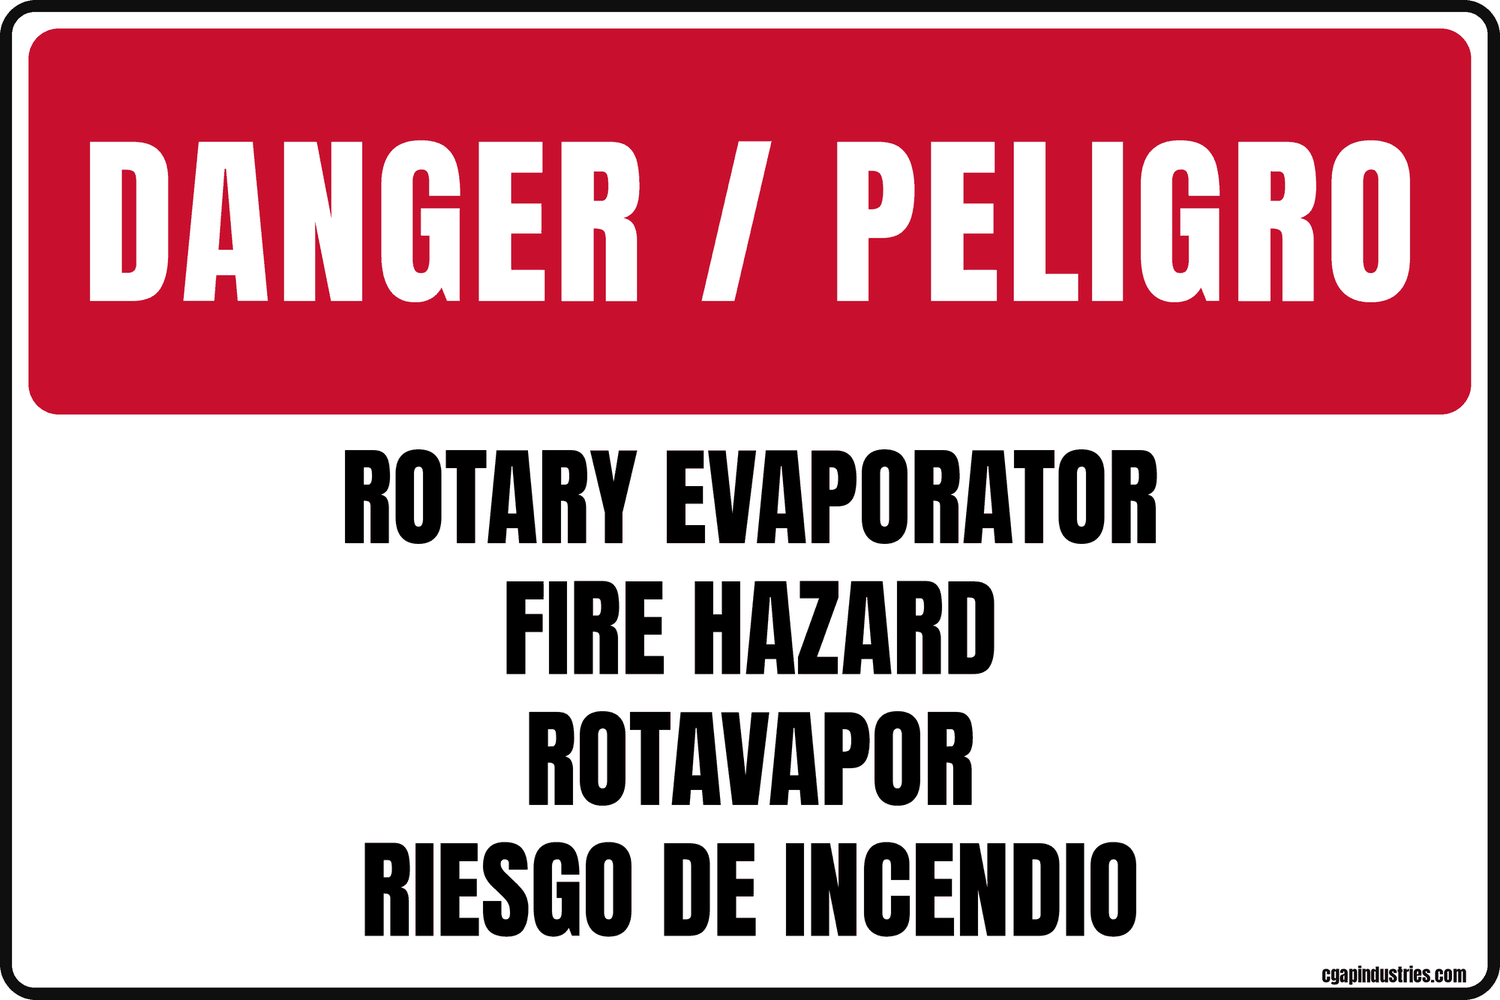 DANGER / PELIGRO
ROTARY EVAPORATOR
FIRE HAZARD
ROTAVAPOR
RIESGO DE INCENDIO
cgapindustries.com